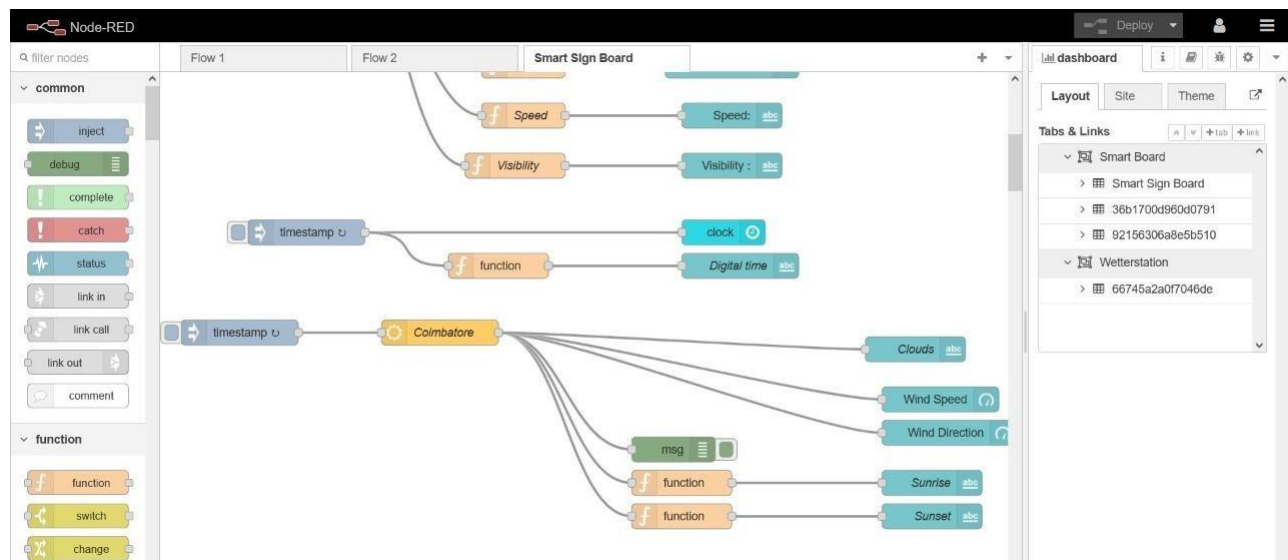 Node-RED
Deploy
filter nodes
Flow 1
Flow 2
Smart Sign Board
dashboard
i
common
inject
debug
complete
catch
status
link in
link call
link out
comment
function
function
switch
change
Speed
Speed:
abc
Visibility
Visibility :
abc
timestamp ↻
clock
function
Digital time
abc
timestamp ↻
Coimbatore
Clouds
abc
Wind Speed
Wind Direction
msg
function
Sunrise
abc
function
Sunset
abc
Layout
Site
Theme
Tabs & Links
+tab
+link
Smart Board
Smart Sign Board
36b1700d960d0791
92156306a8e5b510
Wetterstation
66745a2a0f7046de